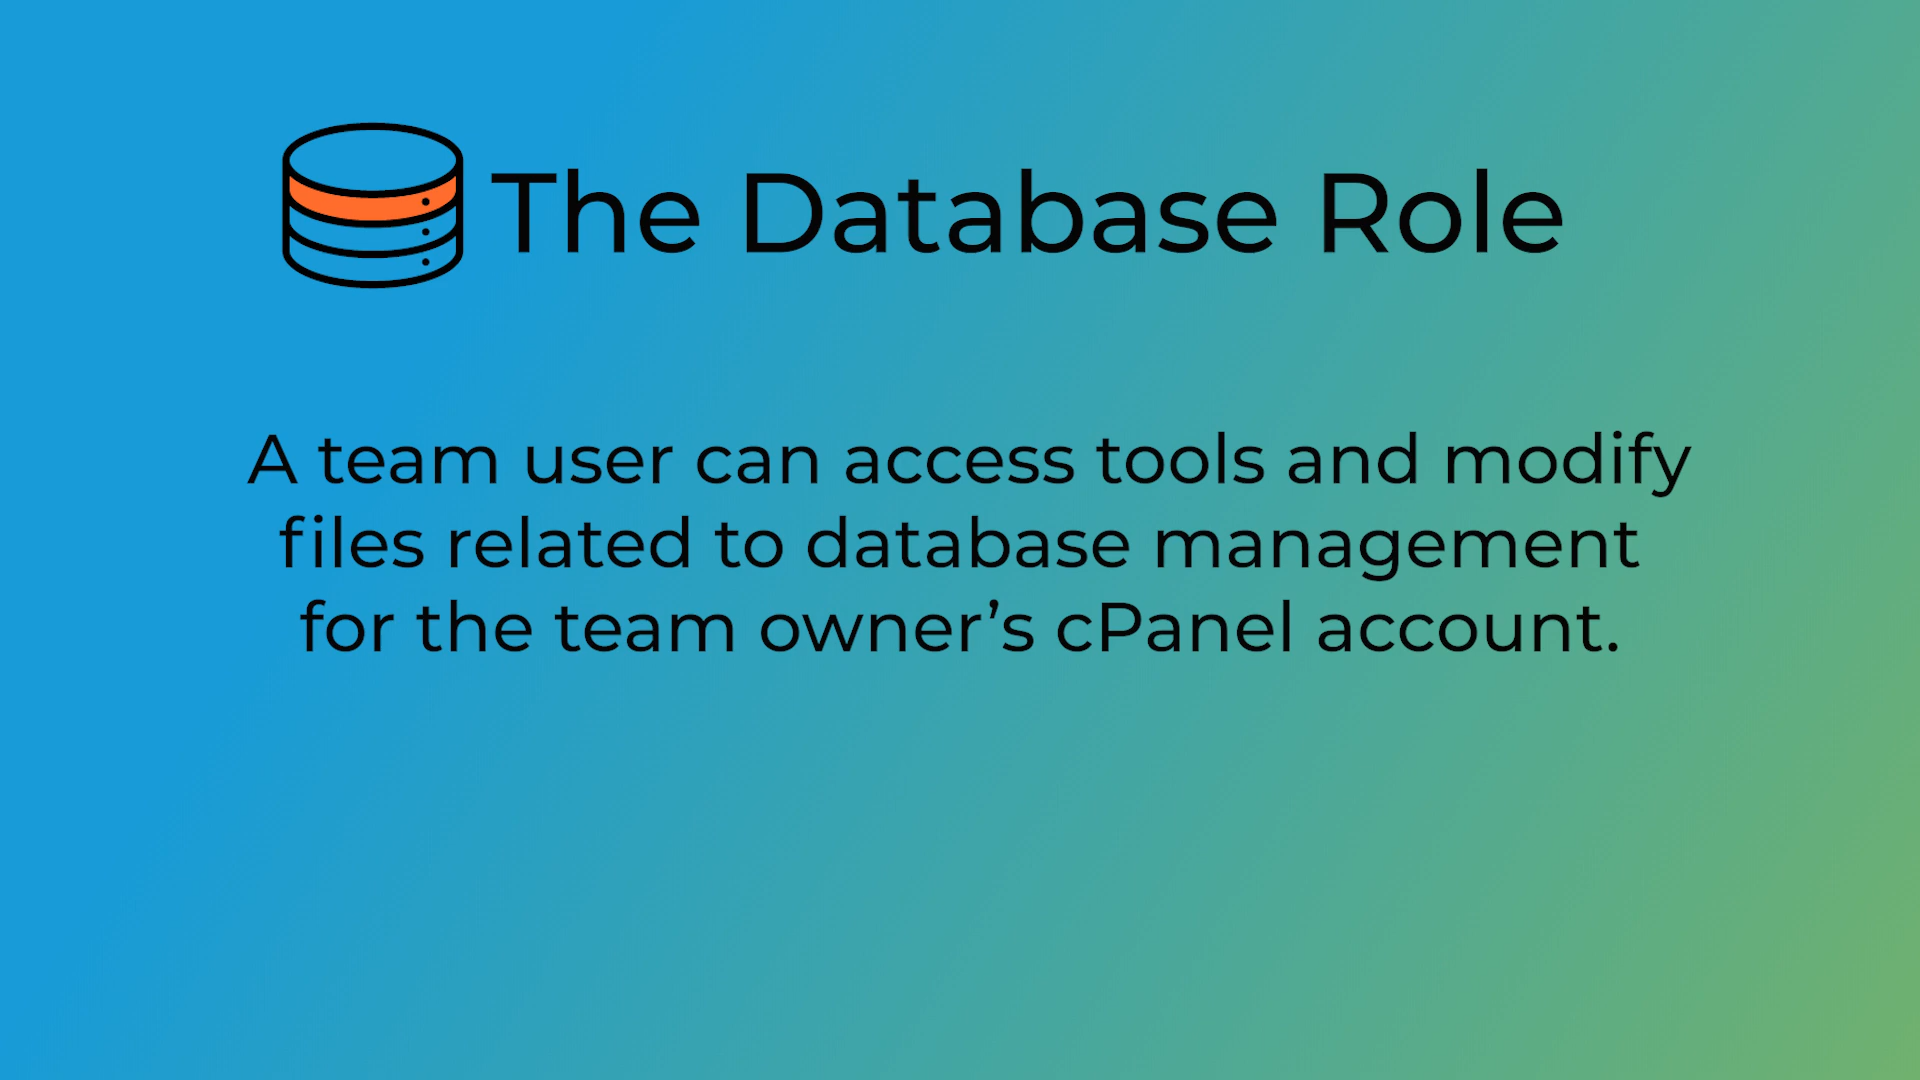 The Database Role
A team user can access tools and modify
files related to database management
for the team owner’s cPanel account.